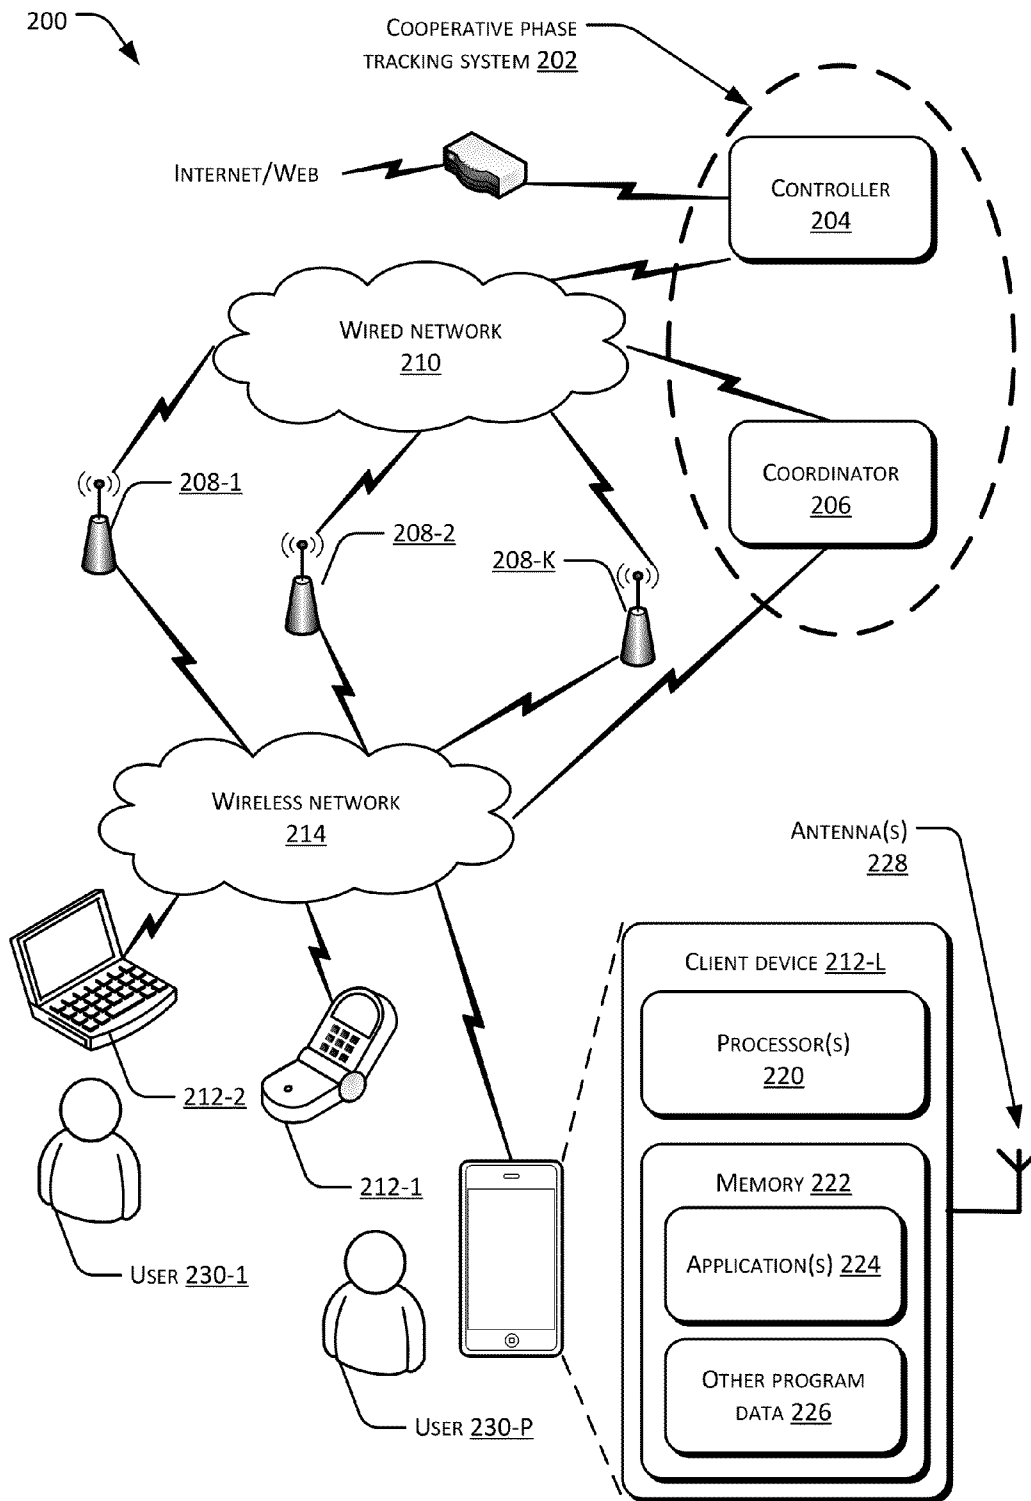 200
Cooperative phase
tracking system 202
Internet/Web
Controller
204
Wired network
210
Coordinator
206
208-1
208-2
208-K
Wireless network
214
Antenna(s)
228
Client device 212-L
Processor(s)
220
212-2
212-1
Memory 222
Application(s) 224
User 230-1
Other program
data 226
User 230-P